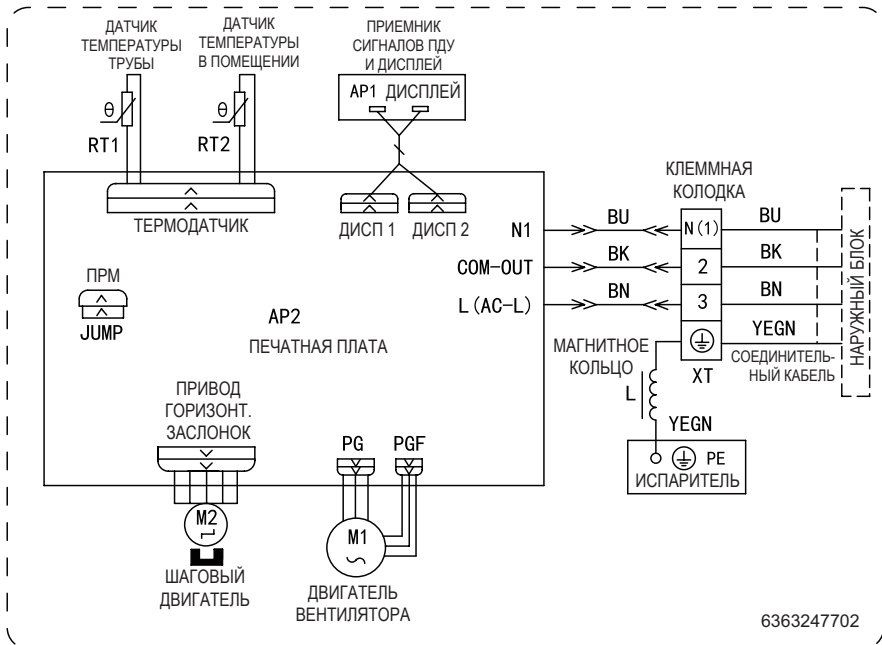 ДАТЧИК
ТЕМПЕРАТУРЫ
ТРУБЫ
ДАТЧИК
ТЕМПЕРАТУРЫ
В ПОМЕЩЕНИИ
ПРИЕМНИК
СИГНАЛОВ ПДУ
И ДИСПЛЕЙ
AP1 ДИСПЛЕЙ
θ
RT1
θ
RT2
ТЕРМОДАТЧИК
ДИСП 1
ДИСП 2
КЛЕММНАЯ
КОЛОДКА
N1
BU
N(1)
BU
COM-OUT
BK
2
BK
L(AC-L)
BN
3
BN
YEGN
XT
СОЕДИНИТЕЛЬ-
НЫЙ КАБЕЛЬ
НАРУЖНЫЙ БЛОК
ПРМ
JUMP
AP2
ПЕЧАТНАЯ ПЛАТА
МАГНИТНОЕ
КОЛЬЦО
L
YEGN
PE
ИСПАРИТЕЛЬ
ПРИВОД
ГОРИЗОНТ.
ЗАСЛОНОК
PG
PGF
M2
ШАГОВЫЙ
ДВИГАТЕЛЬ
M1
ДВИГАТЕЛЬ
ВЕНТИЛЯТОРА
6363247702